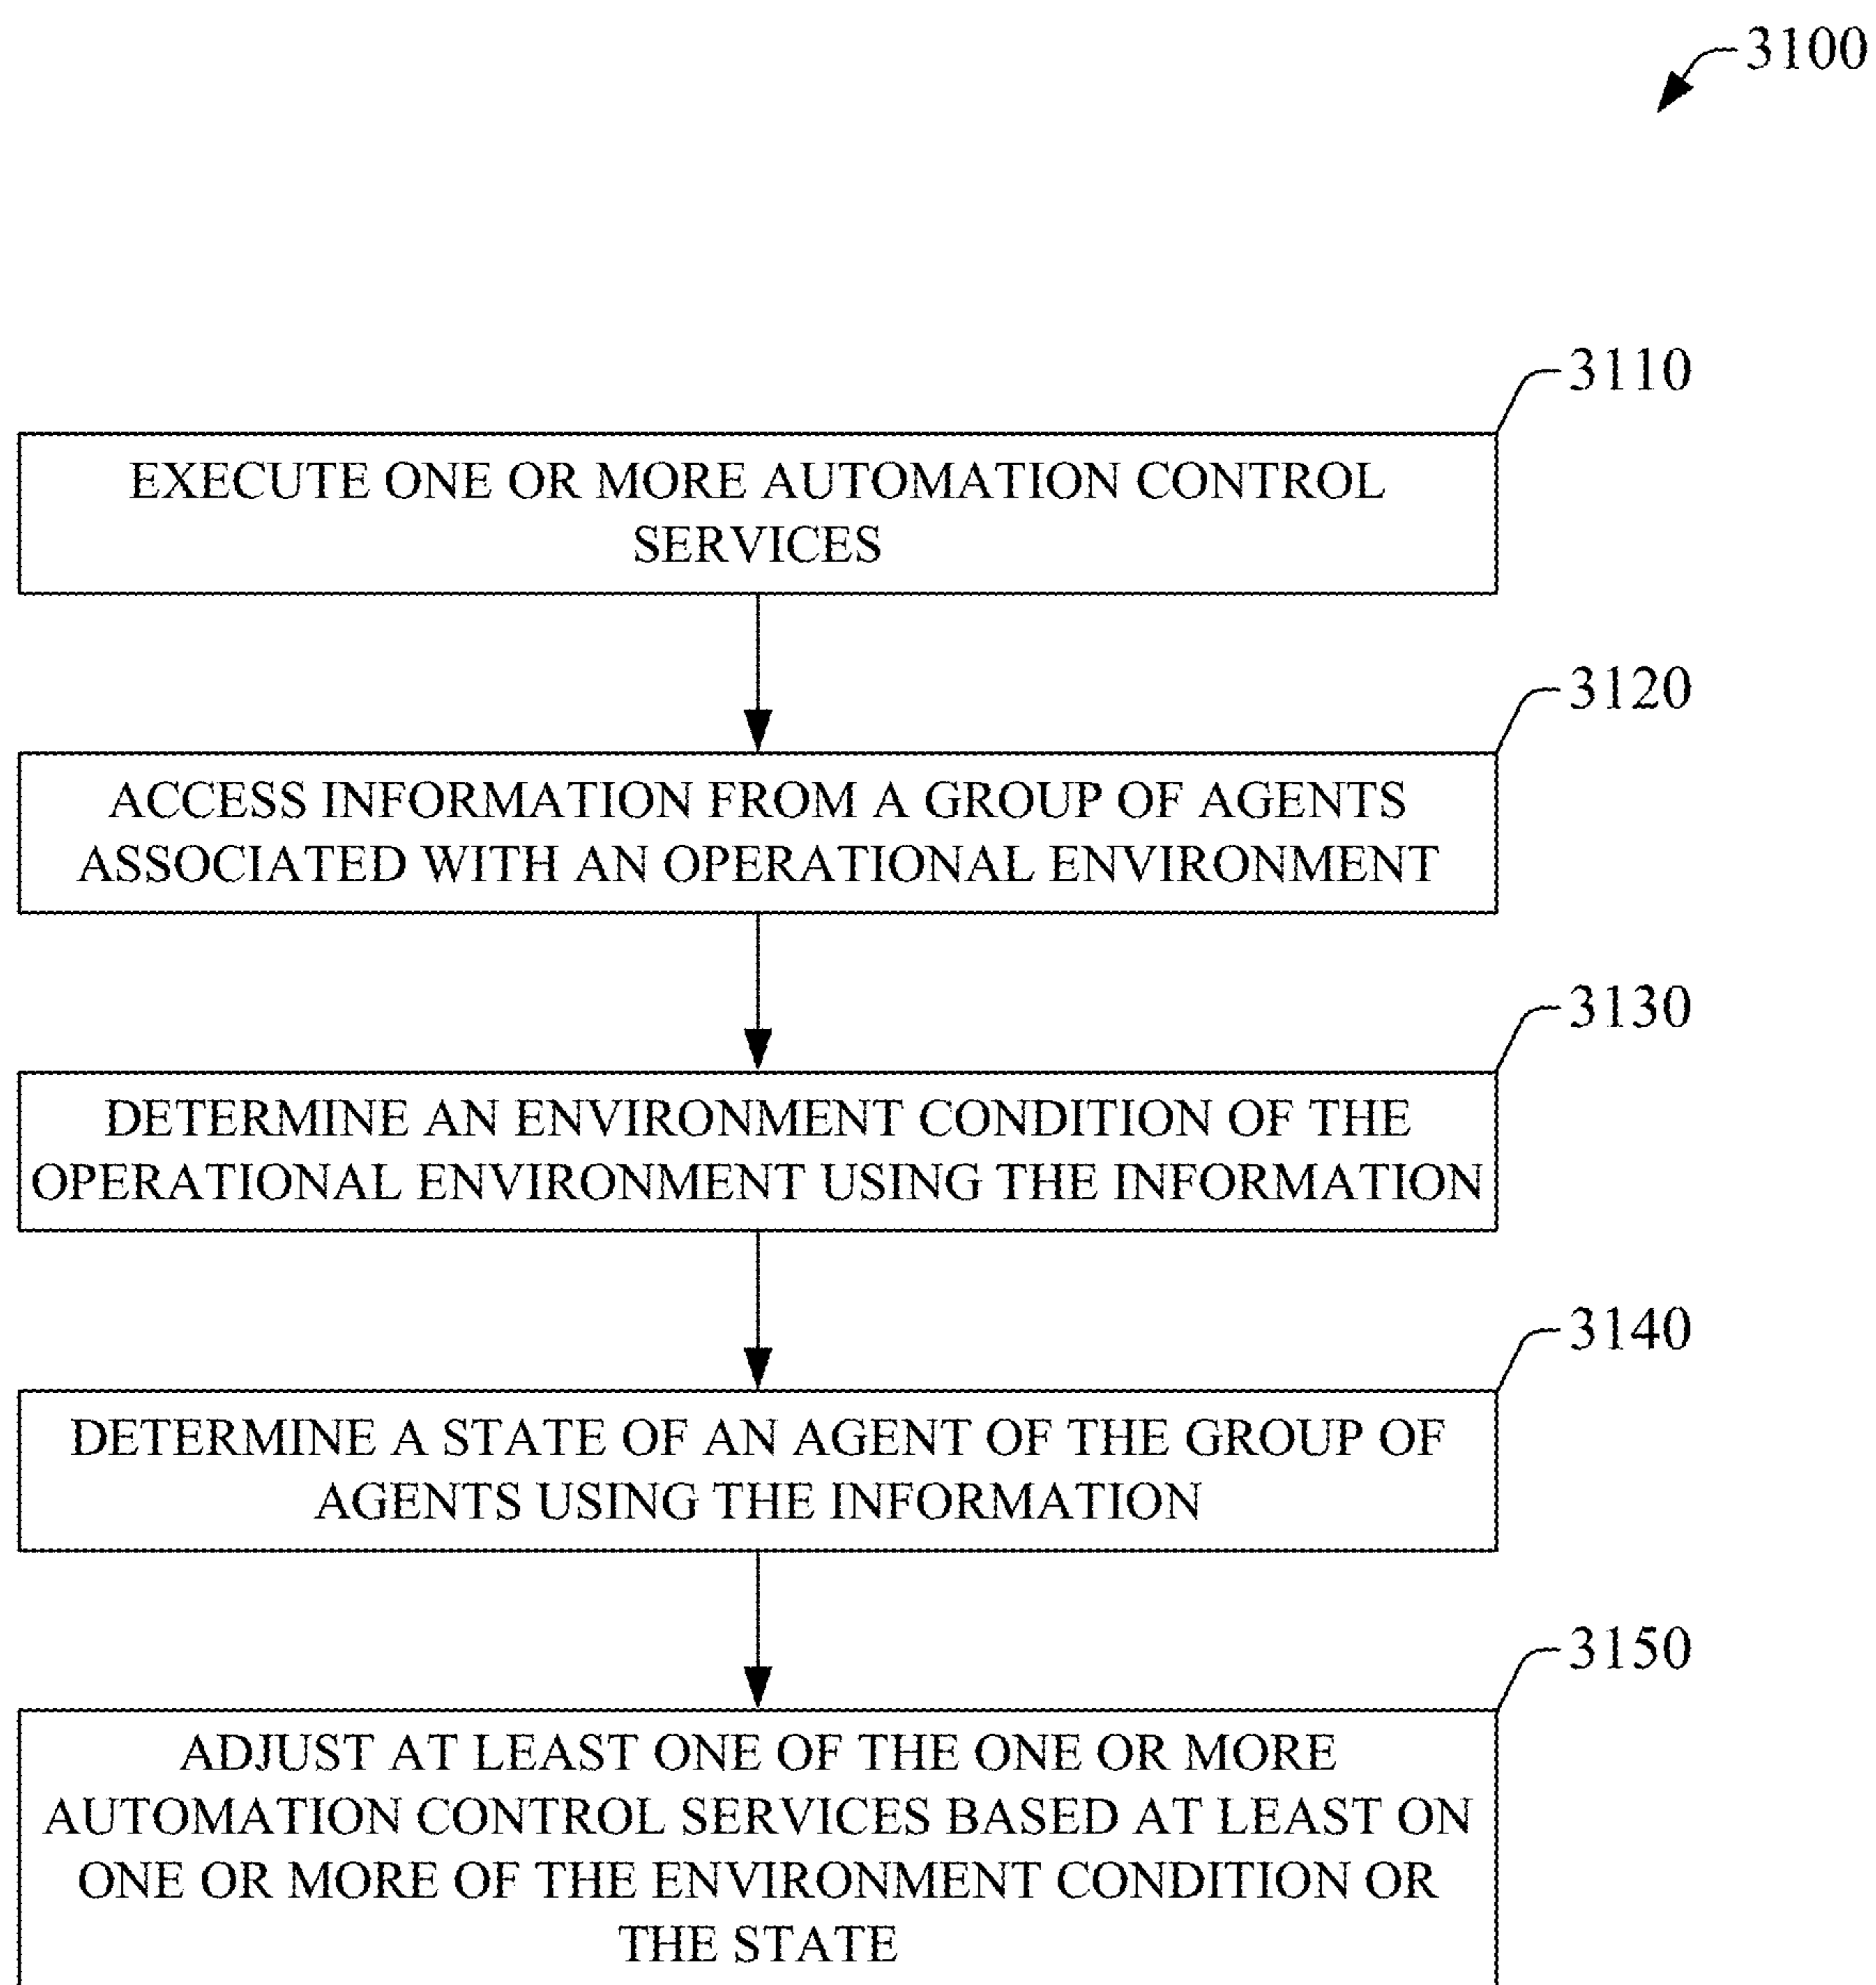 3100
3110
EXECUTE ONE OR MORE AUTOMATION CONTROL
SERVICES
3120
ACCESS INFORMATION FROM A GROUP OF AGENTS
ASSOCIATED WITH AN OPERATIONAL ENVIRONMENT
3130
DETERMINE AN ENVIRONMENT CONDITION OF THE
OPERATIONAL ENVIRONMENT USING THE INFORMATION
3140
DETERMINE A STATE OF AN AGENT OF THE GROUP OF
AGENTS USING THE INFORMATION
3150
ADJUST AT LEAST ONE OF THE ONE OR MORE
AUTOMATION CONTROL SERVICES BASED AT LEAST ON
ONE OR MORE OF THE ENVIRONMENT CONDITION OR
THE STATE